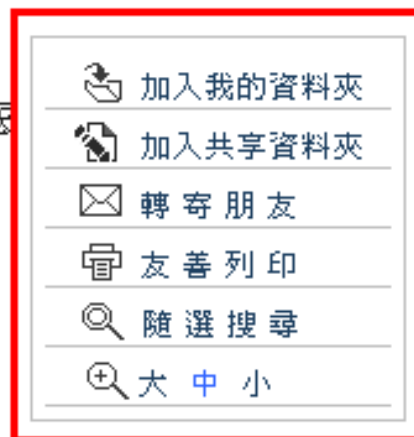 加入我的資料夾
加入共享資料夾
轉寄朋友
友善列印
隨選搜尋
大 中 小